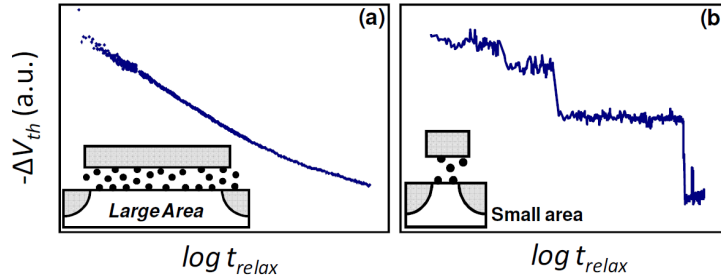 (a)
(b)
-ΔVth (a.u.)
Large Area
Small area
log trelax
log trelax